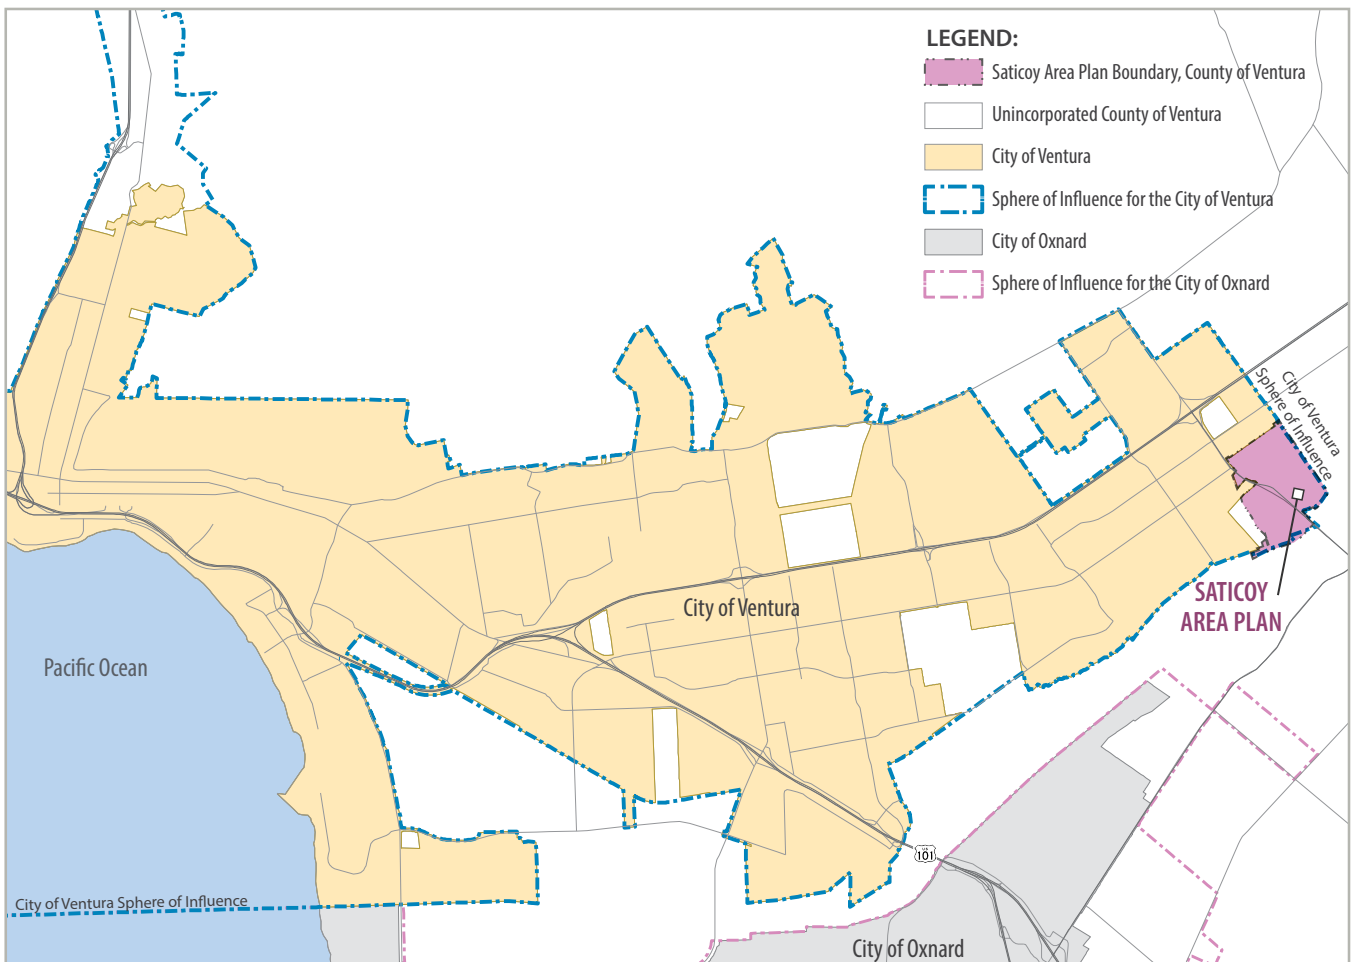 LEGEND:
Saticoy Area Plan Boundary, County of Ventura
Unincorporated County of Ventura
City of Ventura
Sphere of Influence for the City of Ventura
City of Oxnard
Sphere of Influence for the City of Oxnard
City of Ventura
Sphere of Influence
SATICOY
AREA PLAN
City of Ventura
Pacific Ocean
US
101
City of Ventura Sphere of Influence
City of Oxnard